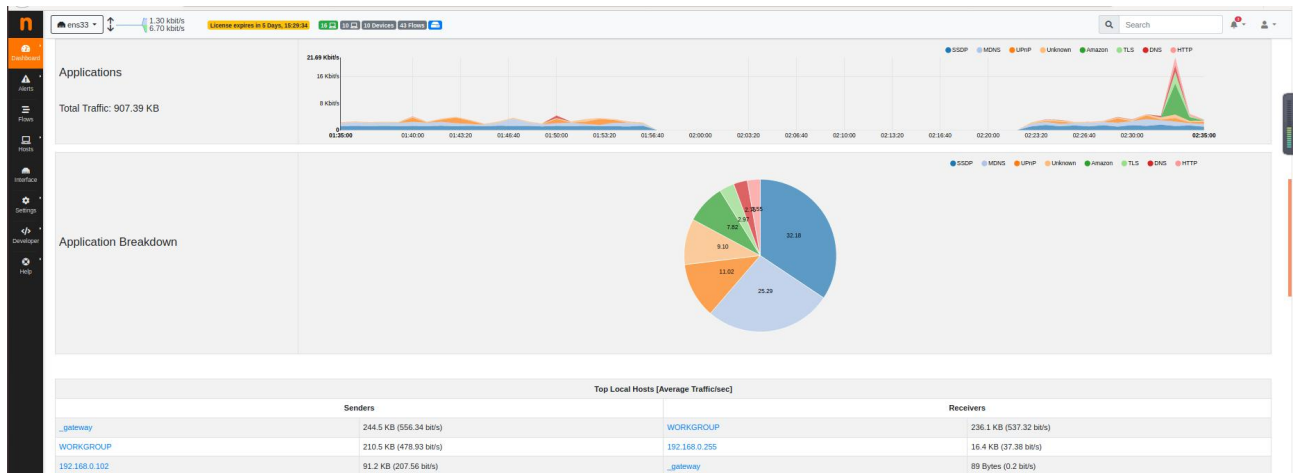 n
ens33
1.30 kbit/s
6.70 kbit/s
License expires in 5 Days, 18:29:34
16
10
10 Devices
43 Flows
Search
Dashboard
Alerts
Flows
Hosts
Interface
Settings
Developer
Help
Applications
Total Traffic: 907.39 KB
SSDP MDNS UPnP Unknown Amazon TLS DNS HTTP
21.69 Kbit/s
16 Kbit/s
8 Kbit/s
0
01:35:00 01:40:00 01:43:20 01:46:40 01:50:00 01:53:20 01:56:40 02:00:00 02:03:20 02:06:40 02:10:00 02:13:20 02:16:40 02:20:00 02:23:20 02:26:40 02:30:00 02:35:00
Application Breakdown
SSDP MDNS UPnP Unknown Amazon TLS DNS HTTP
2.97
7.82
32.18
9.10
11.02
25.29
Top Local Hosts [Average Traffic/sec]
Senders Receivers
_gateway 244.5 KB (556.34 bit/s) WORKGROUP 236.1 KB (537.32 bit/s)
WORKGROUP 210.5 KB (478.93 bit/s) 192.168.0.255 16.4 KB (37.38 bit/s)
192.168.0.102 91.2 KB (207.56 bit/s) _gateway 89 Bytes (0.2 bit/s)